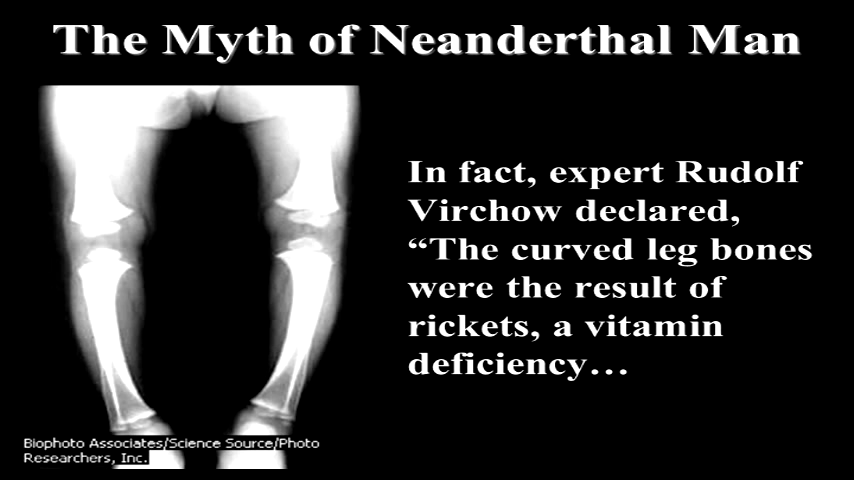 The Myth of Neanderthal Man
In fact, expert Rudolf
Virchow declared,
“The curved leg bones
were the result of
rickets, a vitamin
deficiency…
Biophoto Associates/Science Source/Photo
Researchers, Inc.